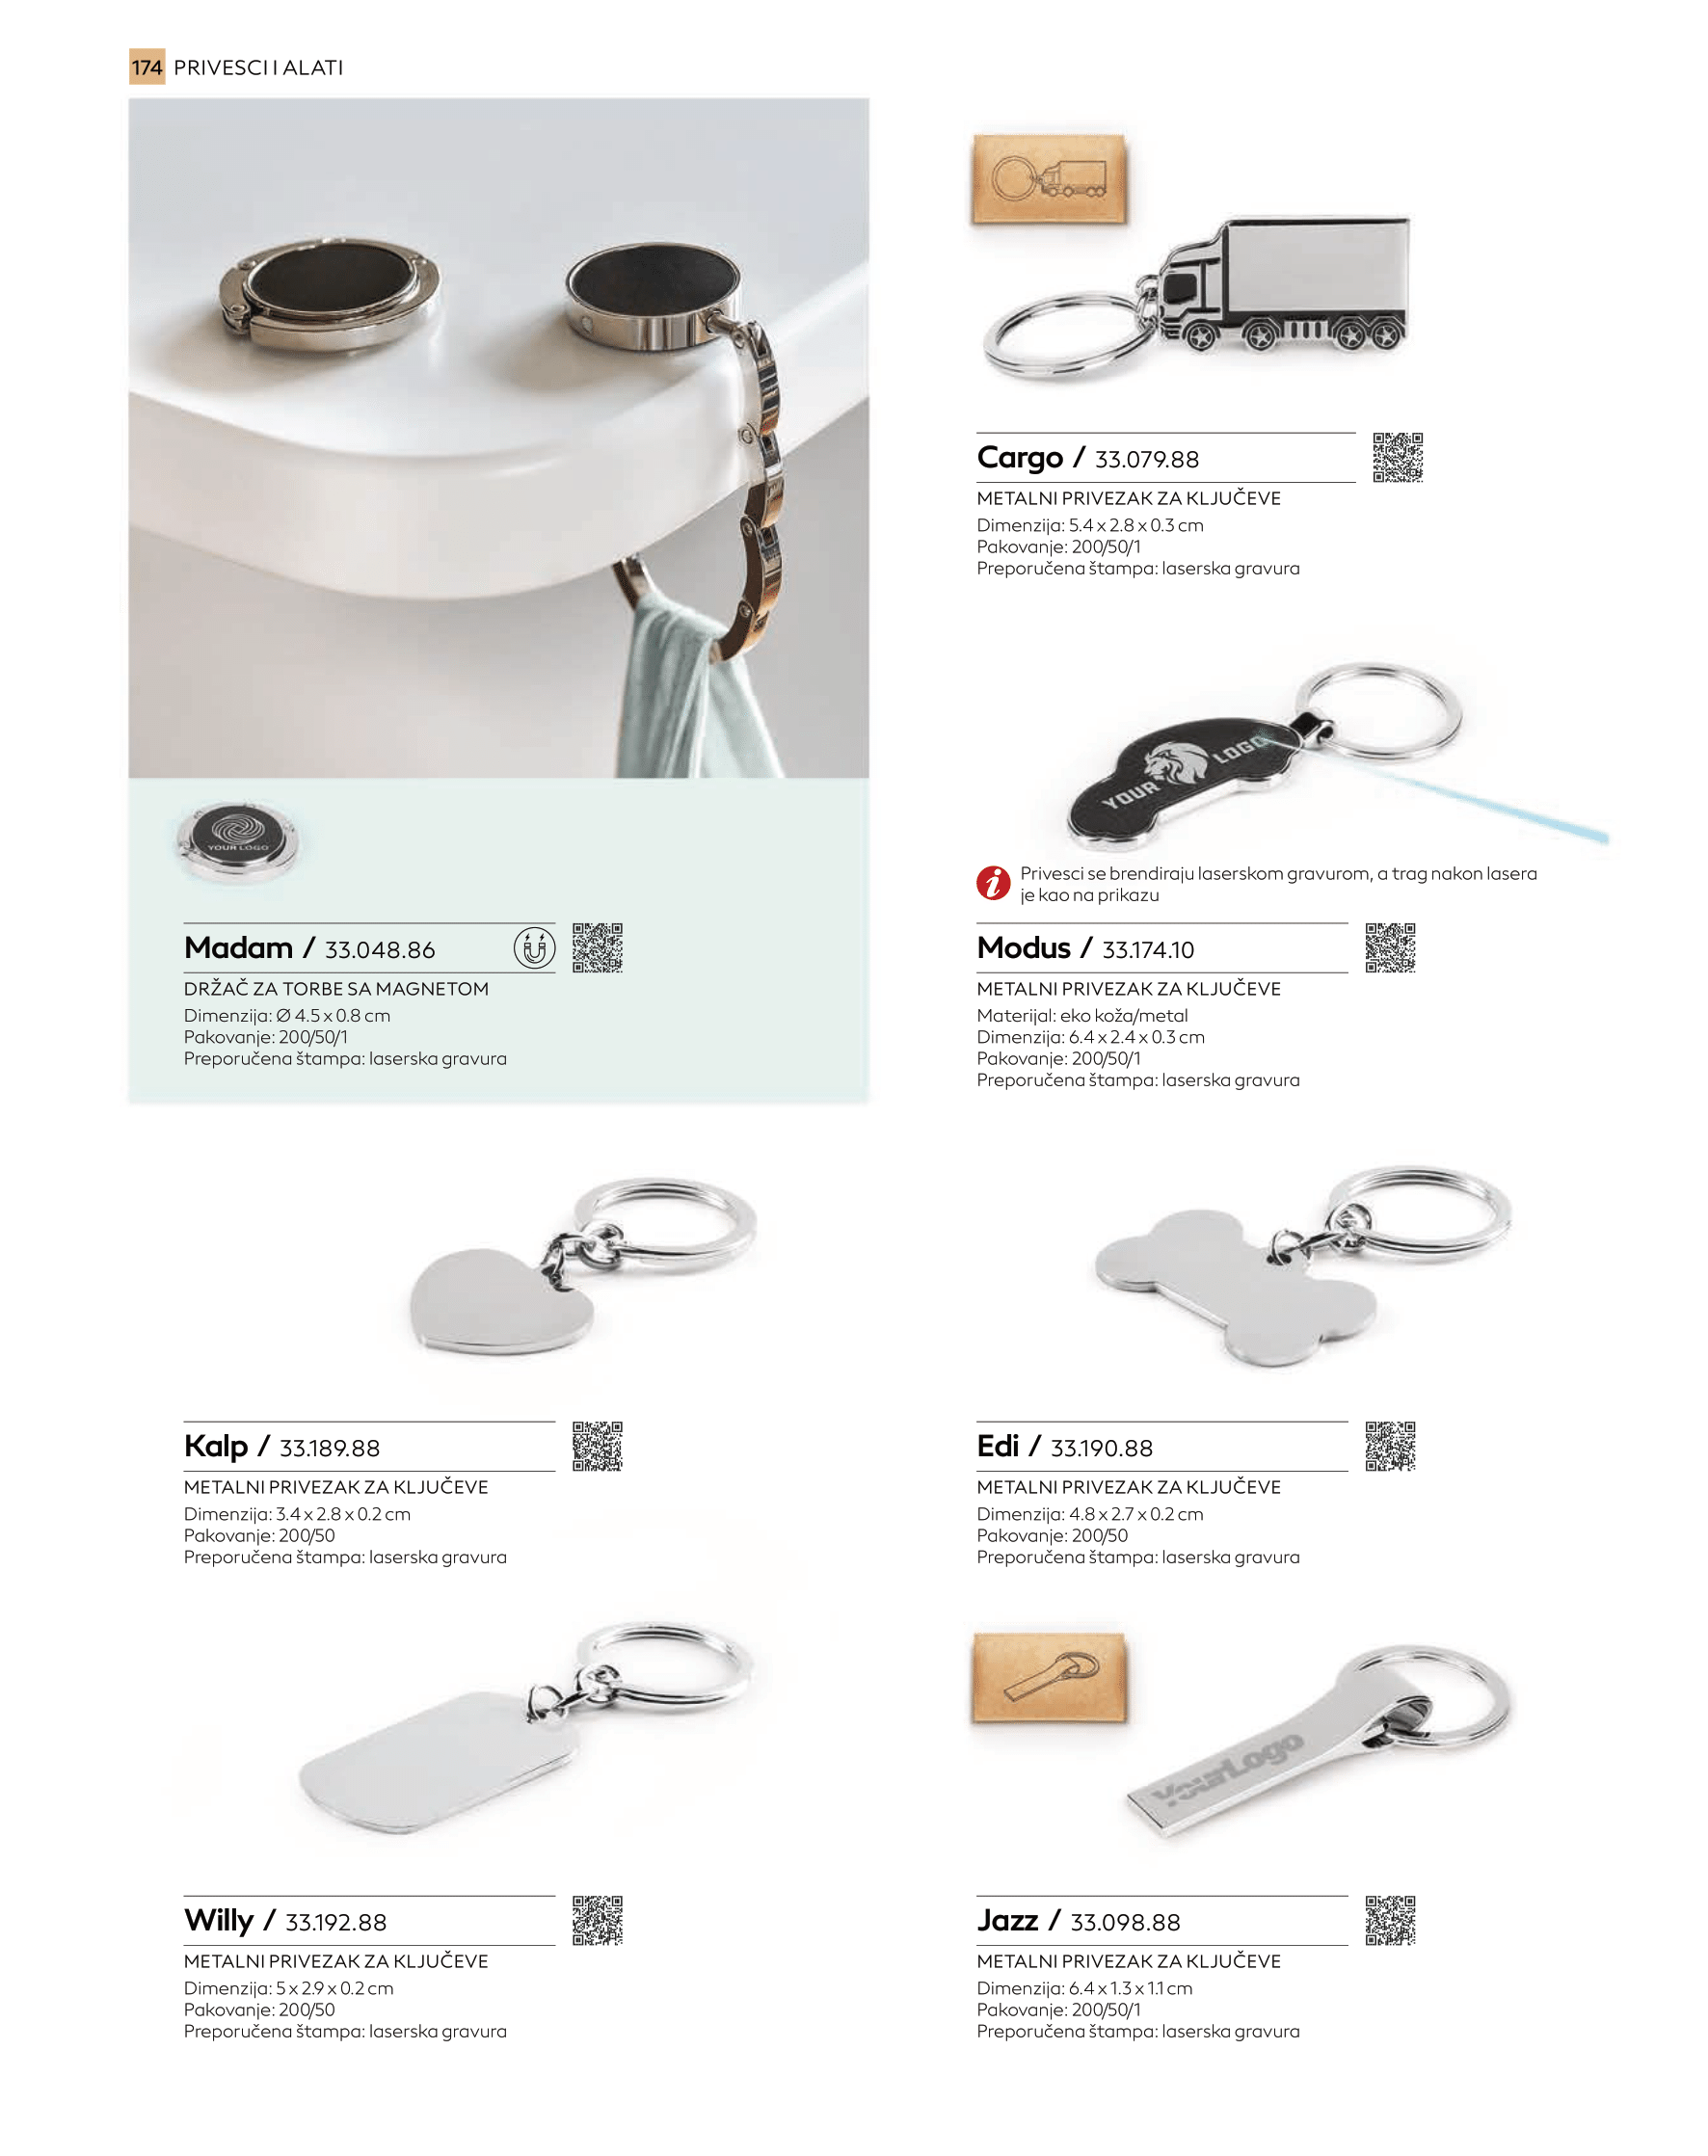 174 PRIVESCI I ALATI
YOUR LOGO
Madam / 33.048.86
DRŽAČ ZA TORBE SA MAGNETOM
Dimenzija: Ø 4.5 x 0.8 cm
Pakovanje: 200/50/1
Preporučena štampa: laserska gravura
Cargo / 33.079.88
METALNI PRIVEZAK ZA KLJUČEVE
Dimenzija: 5.4 x 2.8 x 0.3 cm
Pakovanje: 200/50/1
Preporučena štampa: laserska gravura
YOUR LOGO
Privesci se brendiraju laserskom gravurom, a trag nakon lasera
je kao na prikazu
Modus / 33.174.10
METALNI PRIVEZAK ZA KLJUČEVE
Materijal: eko koža/metal
Dimenzija: 6.4 x 2.4 x 0.3 cm
Pakovanje: 200/50/1
Preporučena štampa: laserska gravura
Kalp / 33.189.88
METALNI PRIVEZAK ZA KLJUČEVE
Dimenzija: 3.4 x 2.8 x 0.2 cm
Pakovanje: 200/50
Preporučena štampa: laserska gravura
Edi / 33.190.88
METALNI PRIVEZAK ZA KLJUČEVE
Dimenzija: 4.8 x 2.7 x 0.2 cm
Pakovanje: 200/50
Preporučena štampa: laserska gravura
Willy / 33.192.88
METALNI PRIVEZAK ZA KLJUČEVE
Dimenzija: 5 x 2.9 x 0.2 cm
Pakovanje: 200/50
Preporučena štampa: laserska gravura
YourLogo
Jazz / 33.098.88
METALNI PRIVEZAK ZA KLJUČEVE
Dimenzija: 6.4 x 1.3 x 1.1 cm
Pakovanje: 200/50/1
Preporučena štampa: laserska gravura